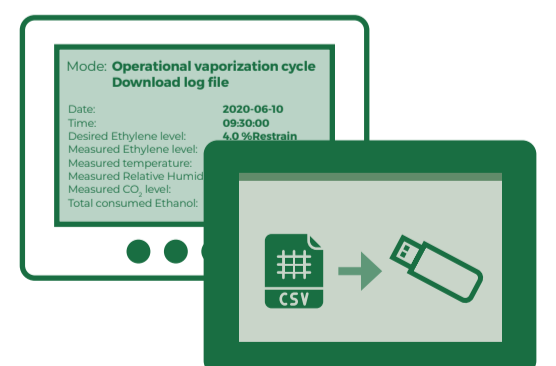 Mode: Operational vaporization cycle
Download log file
Date: 2020-06-10
Time: 09:30:00
Desired Ethylene level: 4.0 %Restrain
Measured Ethylene level:
Measured temperature:
Measured Relative Humid
Measured CO₂ level:
Total consumed Ethanol:
CSV